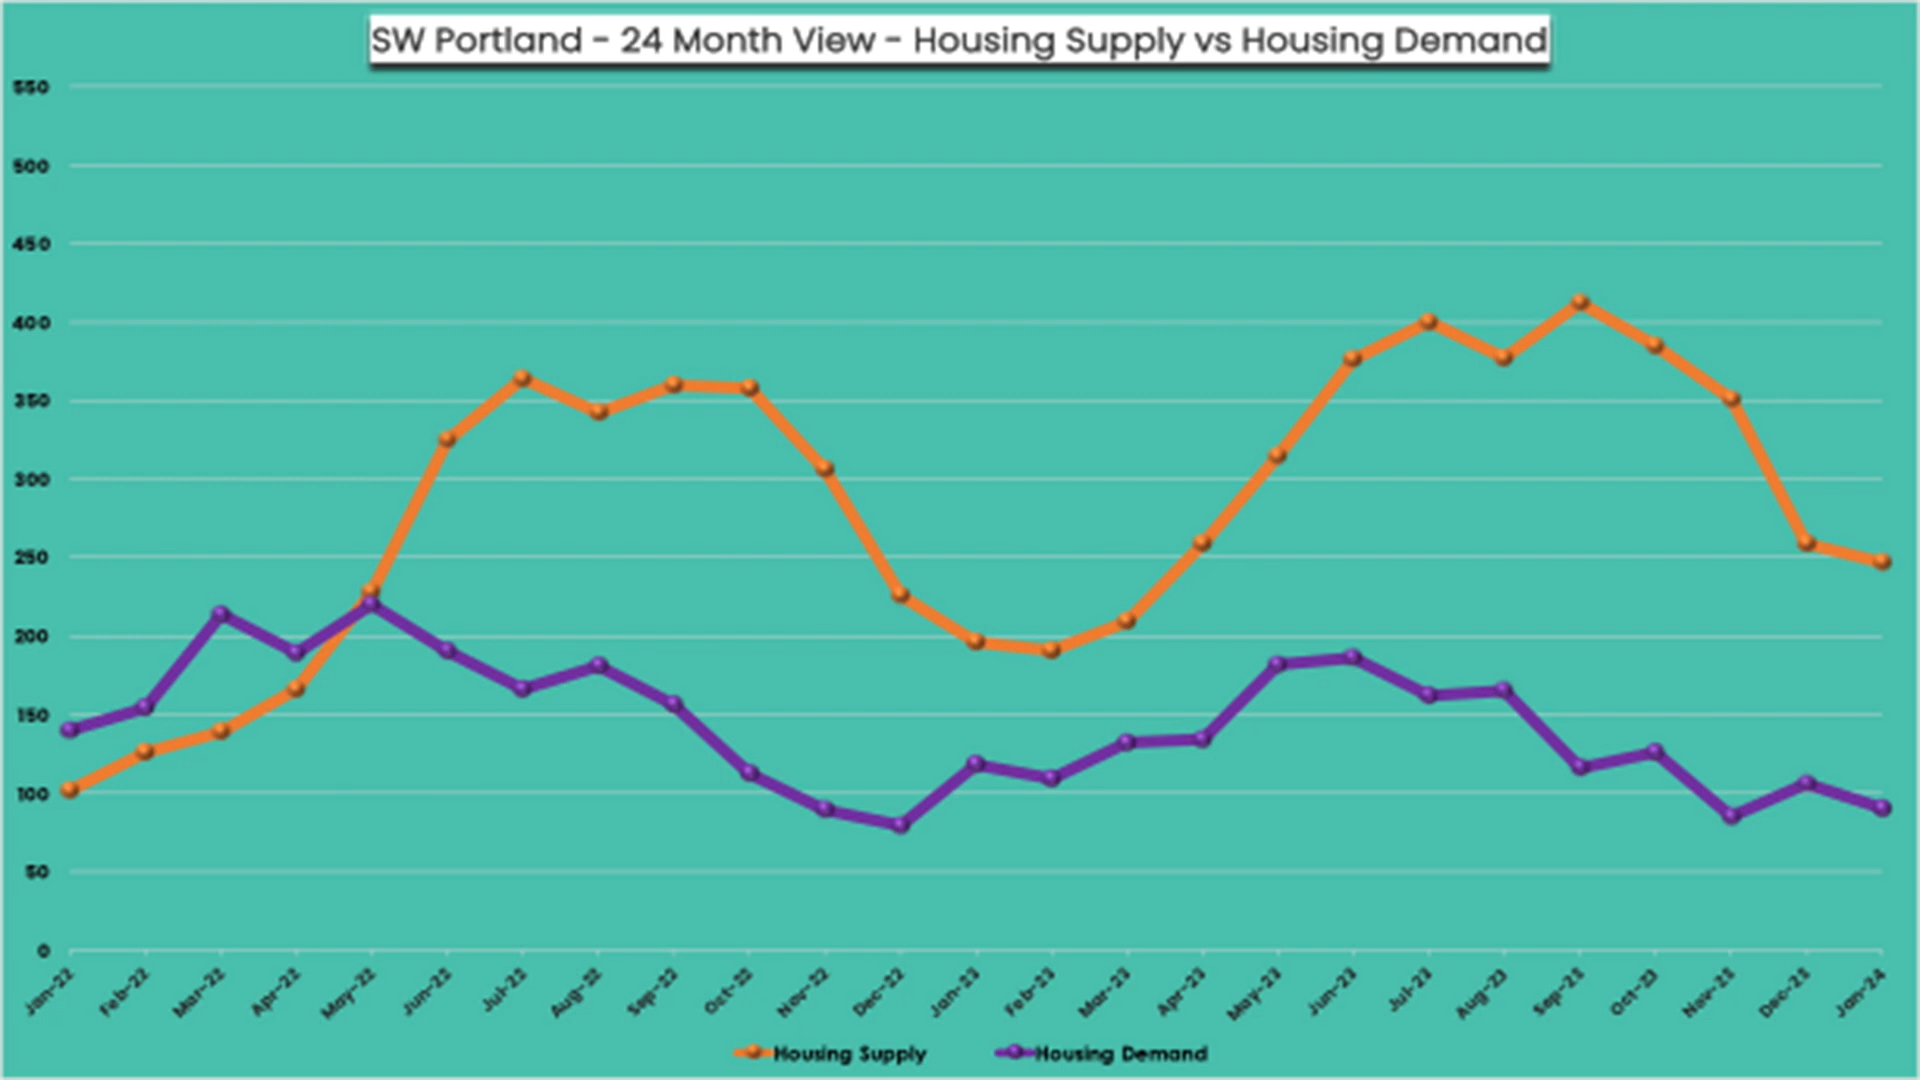 SW Portland - 24 Month View - Housing Supply vs Housing Demand
550
500
450
400
350
300
250
200
150
100
50
0
Jan-22
Feb-22
Mar-22
Apr-22
May-22
Jun-22
Jul-22
Aug-22
Sep-22
Oct-22
Nov-22
Dec-22
Jan-23
Feb-23
Mar-23
Apr-23
May-23
Jun-23
Jul-23
Aug-23
Sep-23
Oct-23
Nov-23
Dec-23
Jan-24
Housing Supply
Housing Demand